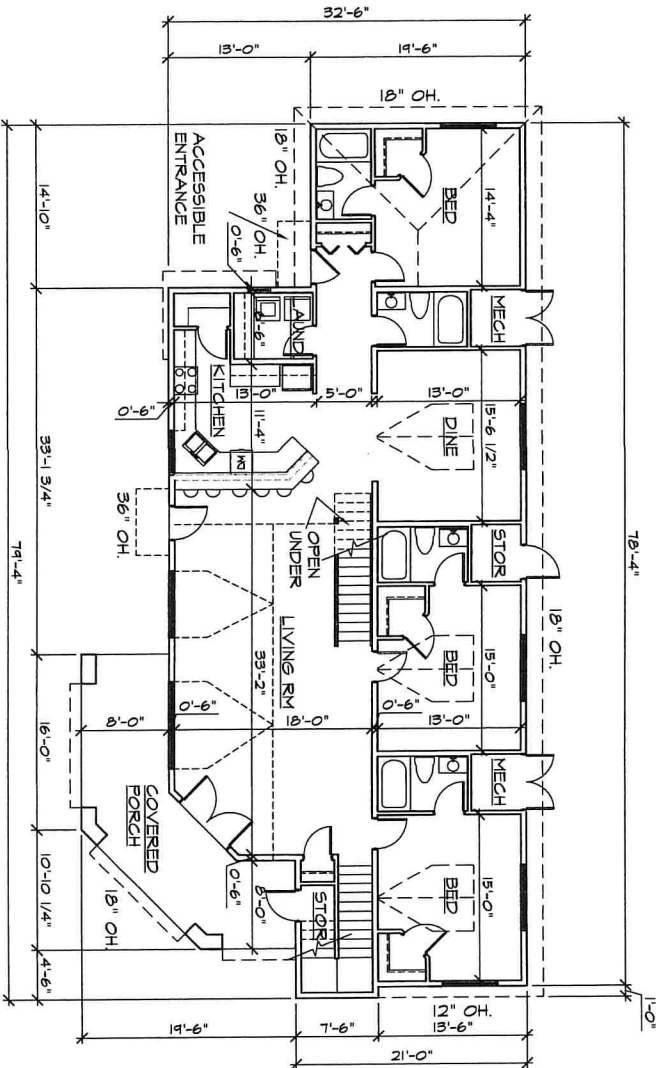 32'-6"
13'-0"
19'-6"
18" OH.
18" OH.
ACCESSIBLE
ENTRANCE
36" OH.
0'-6"
BED
14'-4"
MECH
LAUND
6'-6"
KITCHEN
13'-0"
5'-0"
13'-0"
11'-4"
0'-6"
DINE
15'-6 1/2"
DW
36" OH.
OPEN
UNDER
STOR
18" OH.
LIVING RM
33'-2"
18'-0"
0'-6"
BED
15'-0"
0'-6"
13'-0"
MECH
8'-0"
COVERED
PORCH
18" OH.
0'-6"
8'-0"
STOR
BED
15'-0"
12" OH.
14'-10"
33'-1 3/4"
16'-0"
10'-10 1/4"
4'-6"
79'-4"
78'-4"
1'-0"
19'-6"
7'-6"
13'-6"
21'-0"